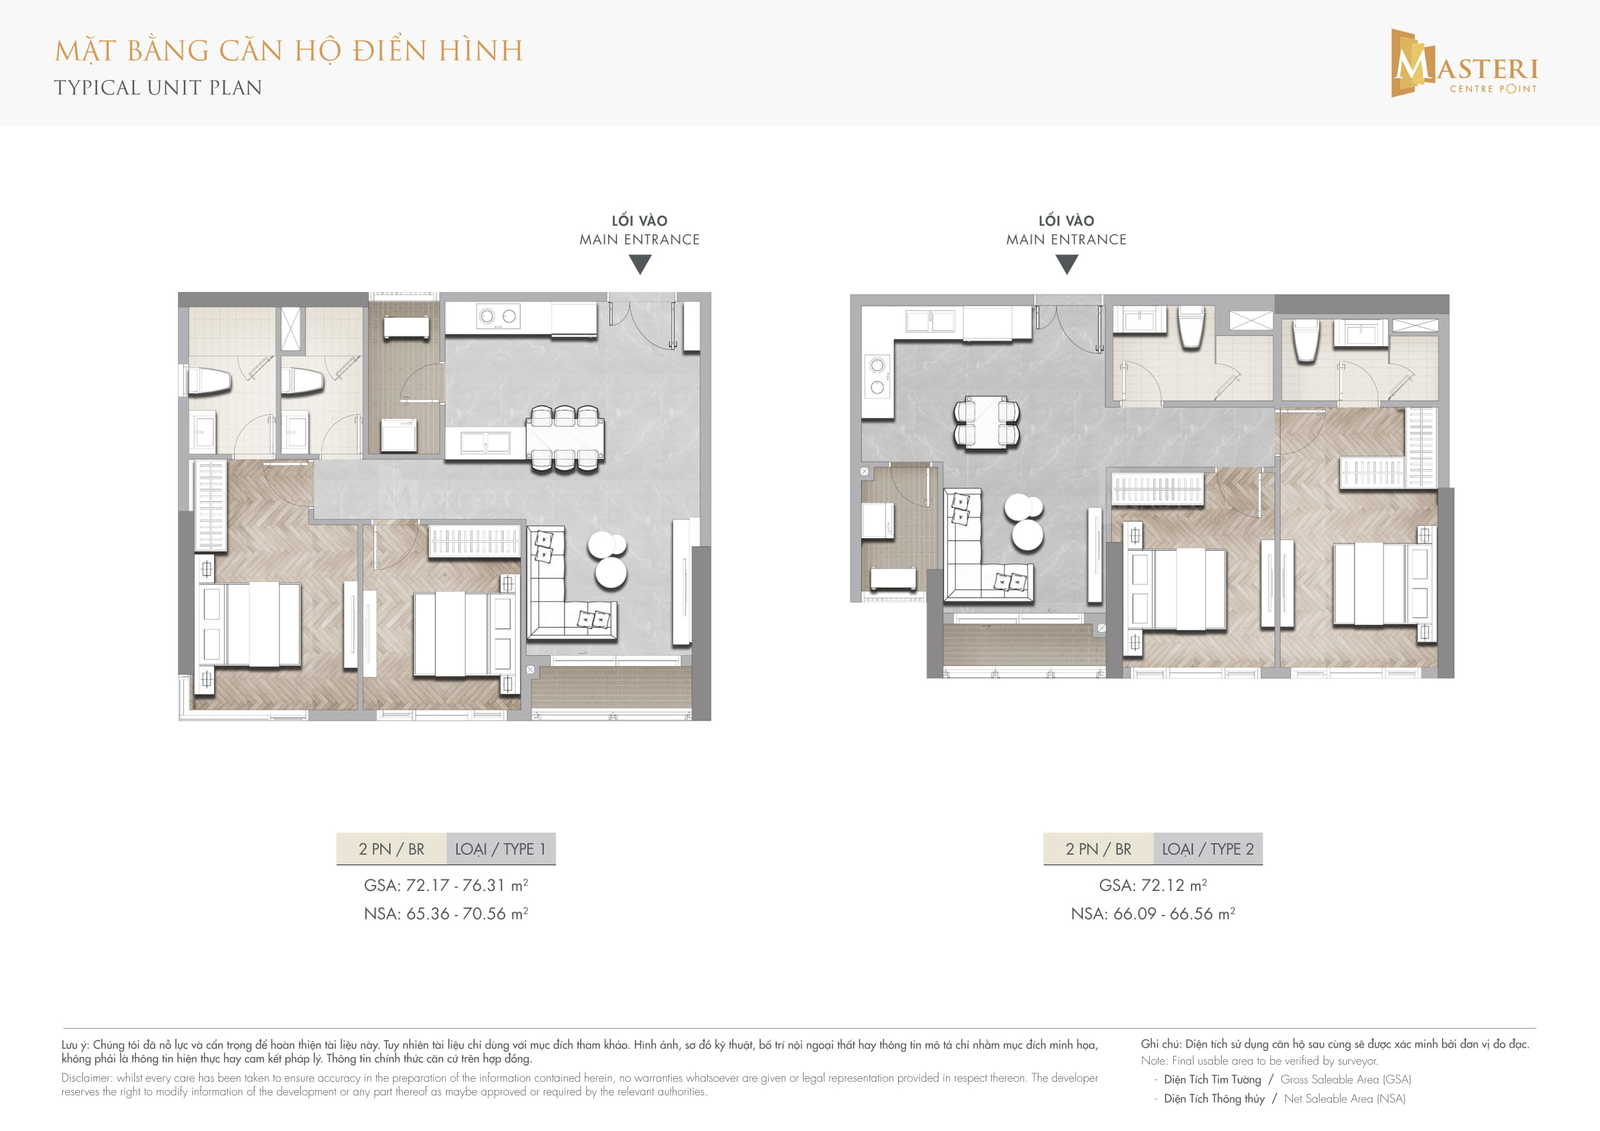 MẶT BẰNG CĂN HỘ ĐIỂN HÌNH
TYPICAL UNIT PLAN
MASTERI
CENTRE POINT
LỐI VÀO
MAIN ENTRANCE
LỐI VÀO
MAIN ENTRANCE
MASTERI
2 PN / BR LOẠI / TYPE 1
GSA: 72.17 - 76.31 m²
NSA: 65.36 - 70.56 m²
2 PN / BR LOẠI / TYPE 2
GSA: 72.12 m²
NSA: 66.09 - 66.56 m²
Lưu ý: Chúng tôi đã nỗ lực và cẩn trọng để hoàn thiện tài liệu này. Tuy nhiên tài liệu chỉ dùng với mục đích tham khảo. Hình ảnh, sơ đồ kỹ thuật, bố trí nội ngoại thất hay thông tin mô tả chỉ nhằm mục đích minh họa,
không phải là thông tin hiện thực hay cam kết pháp lý. Thông tin chính thức căn cứ trên hợp đồng.
Disclaimer: whilst every care has been taken to ensure accuracy in the preparation of the information contained herein, no warranties whatsoever are given or legal representation provided in respect thereon. The developer
reserves the right to modify information of the development or any part thereof as maybe approved or required by the relevant authorities.
Ghi chú: Diện tích sử dụng căn hộ sau cùng sẽ được xác minh bởi đơn vị đo đạc.
Note: Final usable area to be verified by surveyor.
- Diện Tích Tim Tường / Gross Saleable Area (GSA)
- Diện Tích Thông thủy / Net Saleable Area (NSA)